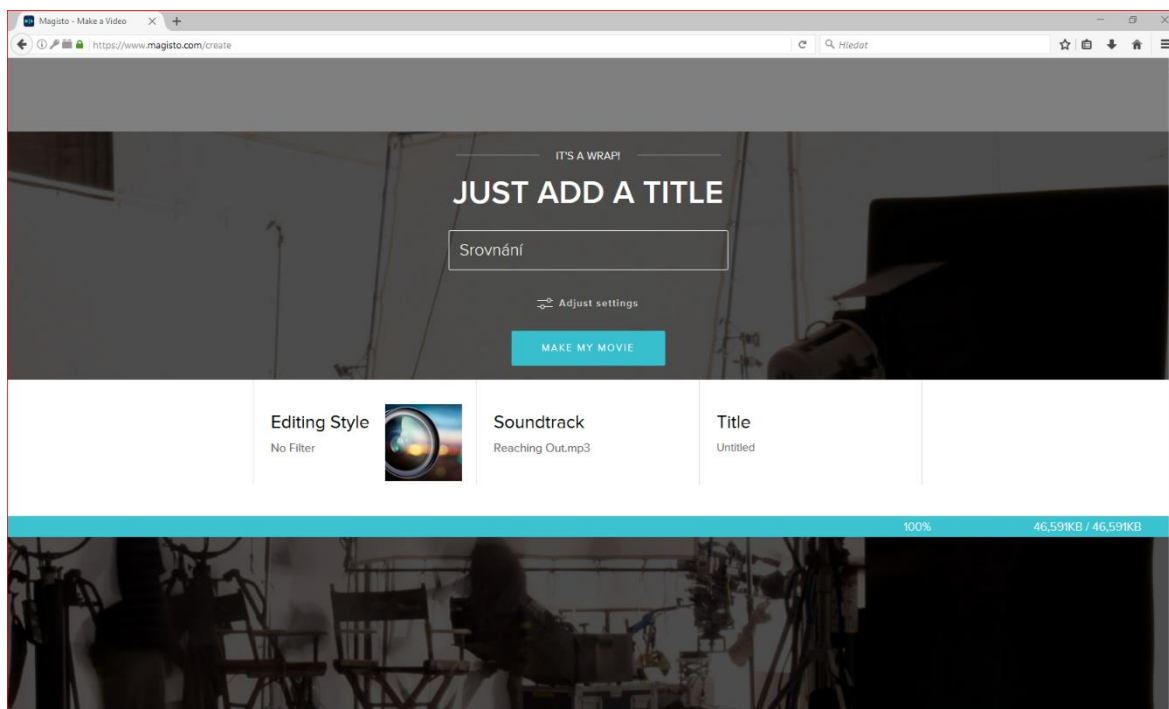 Magisto - Make a Video
https://www.magisto.com/create
Hledat
IT'S A WRAP!
JUST ADD A TITLE
Srovnání
Adjust settings
MAKE MY MOVIE
Editing Style
No Filter
Soundtrack
Reaching Out.mp3
Title
Untitled
100% 46,591KB / 46,591KB